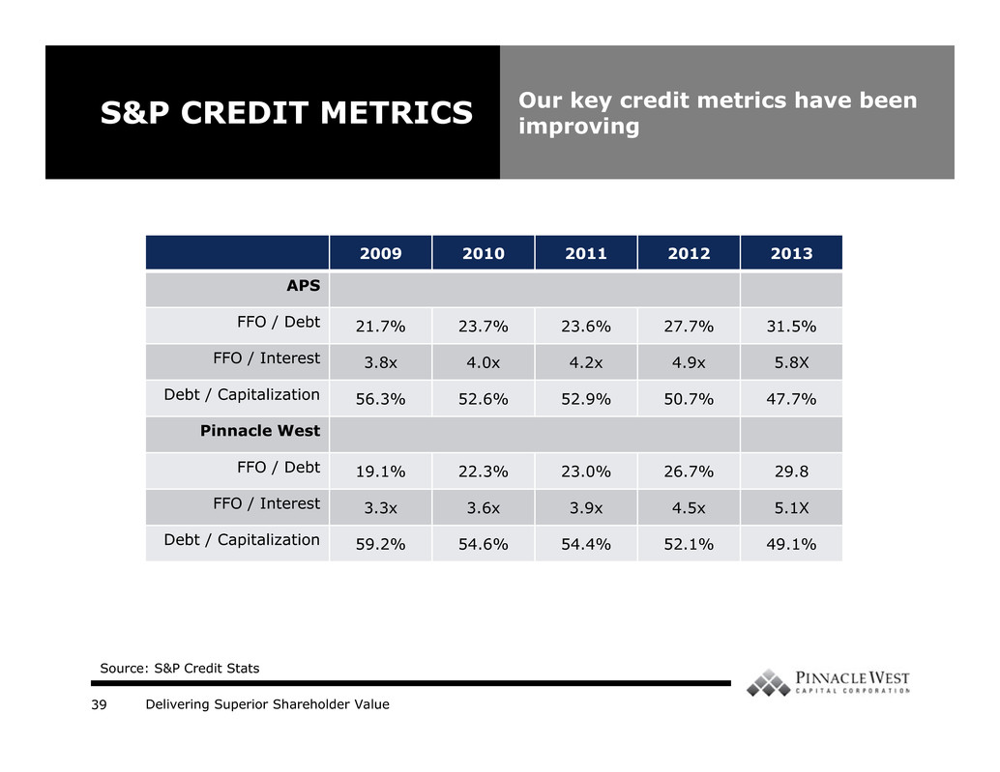 S&P CREDIT METRICS
Our key credit metrics have been
improving
2009 2010 2011 2012 2013
APS
FFO / Debt 21.7% 23.7% 23.6% 27.7% 31.5%
FFO / Interest 3.8x 4.0x 4.2x 4.9x 5.8X
Debt / Capitalization 56.3% 52.6% 52.9% 50.7% 47.7%
Pinnacle West
FFO / Debt 19.1% 22.3% 23.0% 26.7% 29.8
FFO / Interest 3.3x 3.6x 3.9x 4.5x 5.1X
Debt / Capitalization 59.2% 54.6% 54.4% 52.1% 49.1%
Source: S&P Credit Stats
PINNACLE WEST
CAPITAL CORPORATION
39 Delivering Superior Shareholder Value